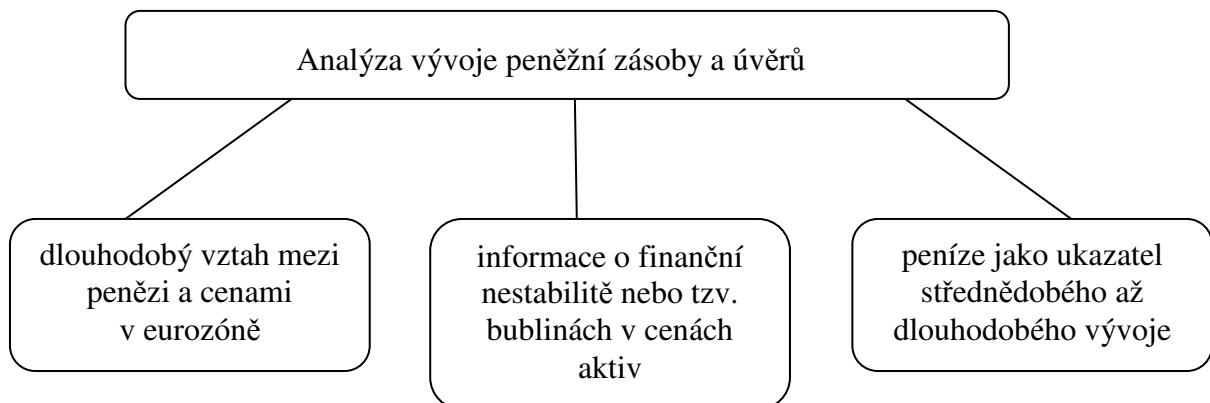 Analýza vývoje peněžní zásoby a úvěrů
dlouhodobý vztah mezi
penězi a cenami
v eurozóně
informace o finanční
nestabilitě nebo tzv.
bublinách v cenách
aktiv
peníze jako ukazatel
střednědobého až
dlouhodobého vývoje